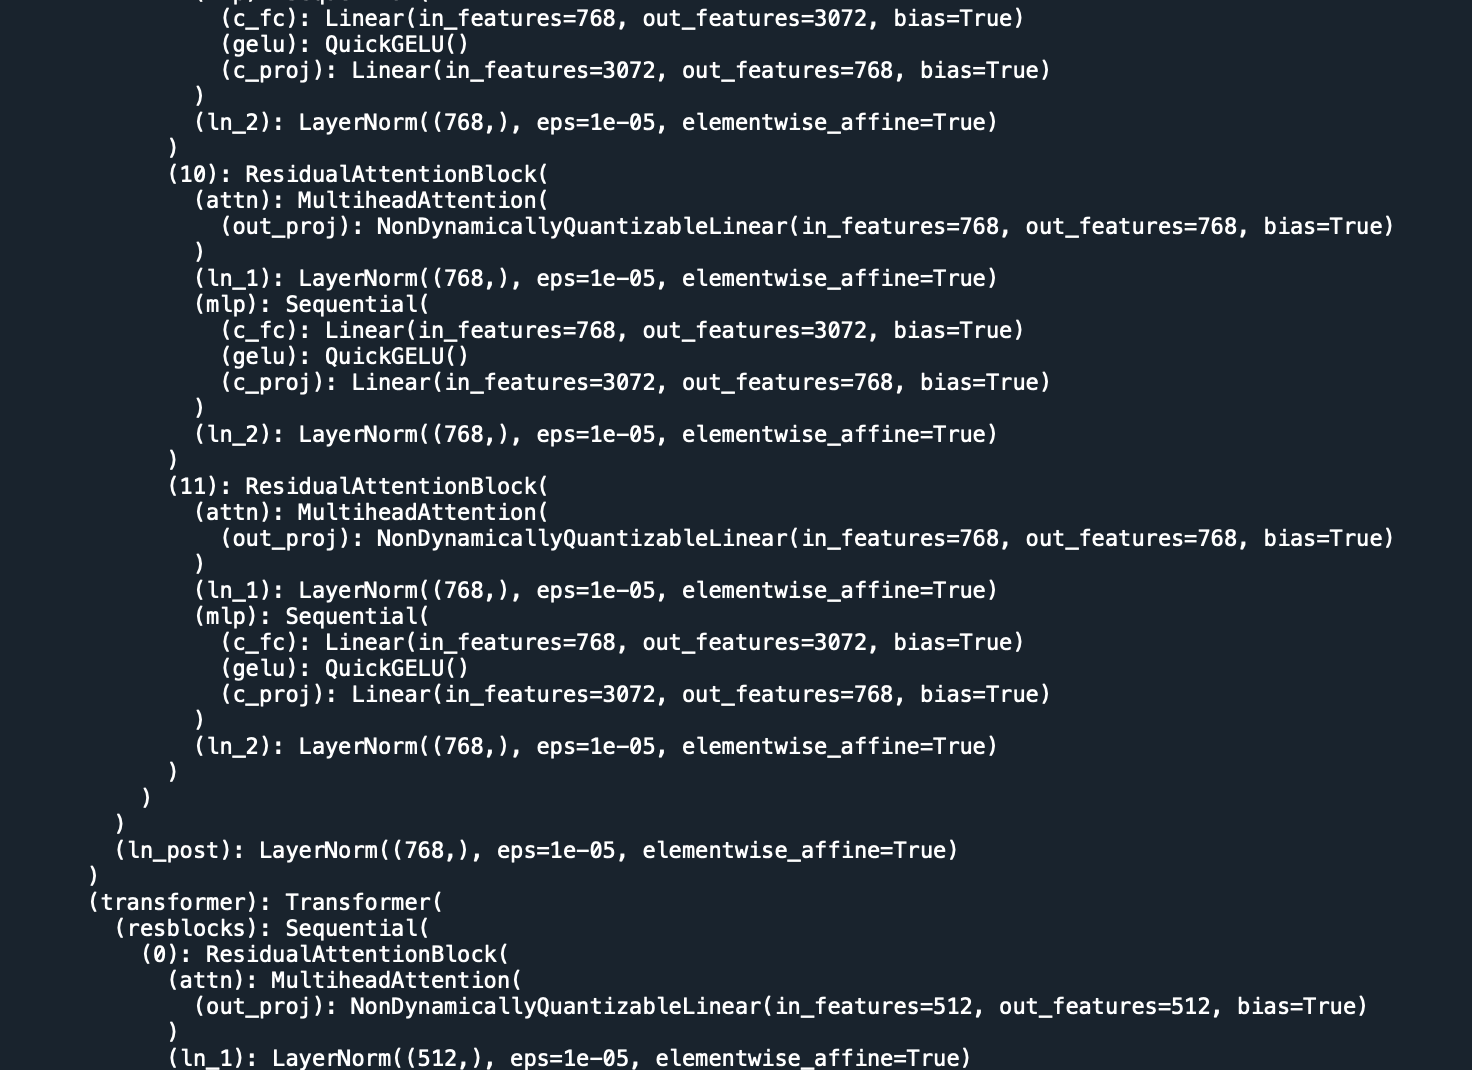 (c_fc): Linear(in_features=768, out_features=3072, bias=True)
(gelu): QuickGELU()
(c_proj): Linear(in_features=3072, out_features=768, bias=True)
)
(ln_2): LayerNorm((768,), eps=1e-05, elementwise_affine=True)
)
(10): ResidualAttentionBlock(
(attn): MultiheadAttention(
(out_proj): NonDynamicallyQuantizableLinear(in_features=768, out_features=768, bias=True)
)
(ln_1): LayerNorm((768,), eps=1e-05, elementwise_affine=True)
(mlp): Sequential(
(c_fc): Linear(in_features=768, out_features=3072, bias=True)
(gelu): QuickGELU()
(c_proj): Linear(in_features=3072, out_features=768, bias=True)
)
(ln_2): LayerNorm((768,), eps=1e-05, elementwise_affine=True)
)
(11): ResidualAttentionBlock(
(attn): MultiheadAttention(
(out_proj): NonDynamicallyQuantizableLinear(in_features=768, out_features=768, bias=True)
)
(ln_1): LayerNorm((768,), eps=1e-05, elementwise_affine=True)
(mlp): Sequential(
(c_fc): Linear(in_features=768, out_features=3072, bias=True)
(gelu): QuickGELU()
(c_proj): Linear(in_features=3072, out_features=768, bias=True)
)
(ln_2): LayerNorm((768,), eps=1e-05, elementwise_affine=True)
)
)
)
(ln_post): LayerNorm((768,), eps=1e-05, elementwise_affine=True)
)
(transformer): Transformer(
(resblocks): Sequential(
(0): ResidualAttentionBlock(
(attn): MultiheadAttention(
(out_proj): NonDynamicallyQuantizableLinear(in_features=512, out_features=512, bias=True)
)
(ln_1): LayerNorm((512,), eps=1e-05, elementwise_affine=True)